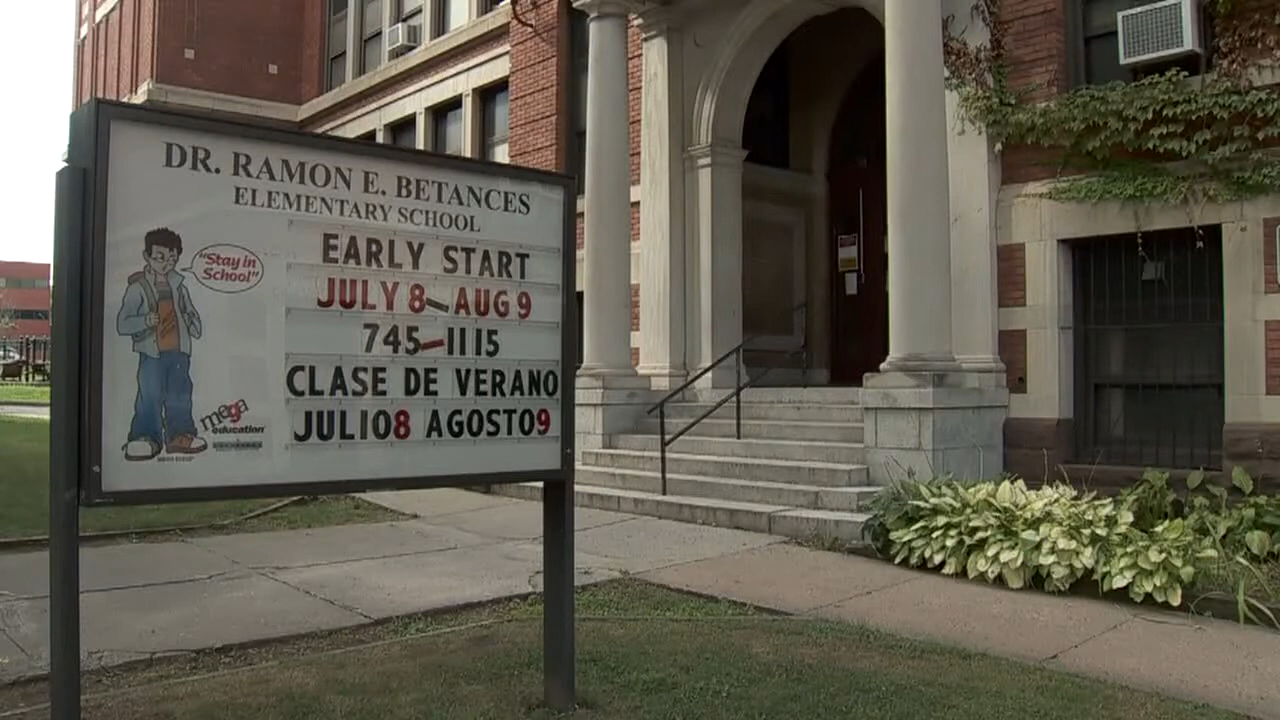 DR. RAMON E. BETANCES
ELEMENTARY SCHOOL
"Stay in
School"
EARLY START
JULY 8-AUG 9
745-1115
CLASE DE VERANO
JULIO8 AGOSTO9
mega
education